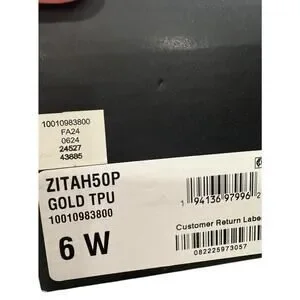 10010983800
FA24
0624
24527
43685
ZITAH50P
GOLD TPU
10010983800
6 W
1 94136 97996 2
Customer Return Label
082225973057